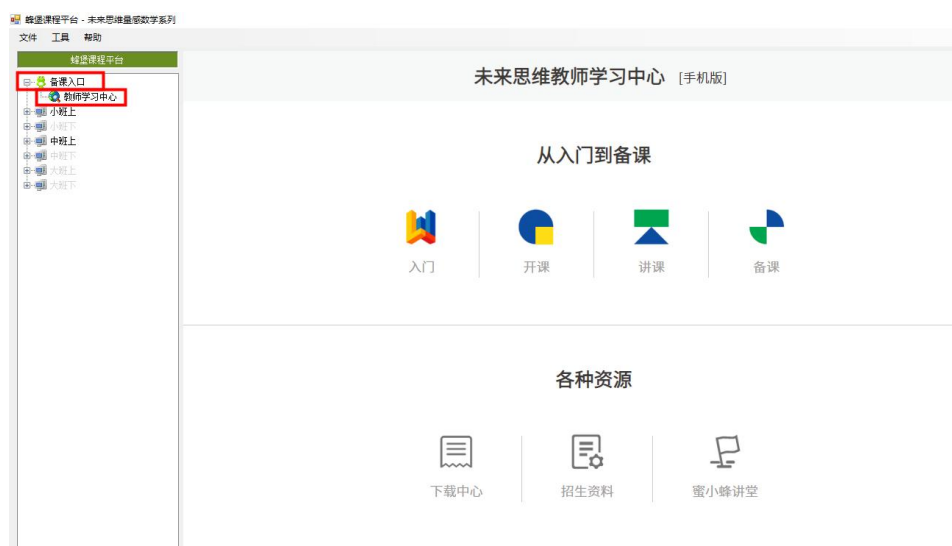 蜂堡课程平台 - 未来思维量感数学系列
文件 工具 帮助
蜂堡课程平台
备课入口
教师学习中心
小班上
小班下
中班上
中班下
大班上
大班下
未来思维教师学习中心 [手机版]
从入门到备课
入门 开课 讲课 备课
各种资源
下载中心 招生资料 蜜小蜂讲堂